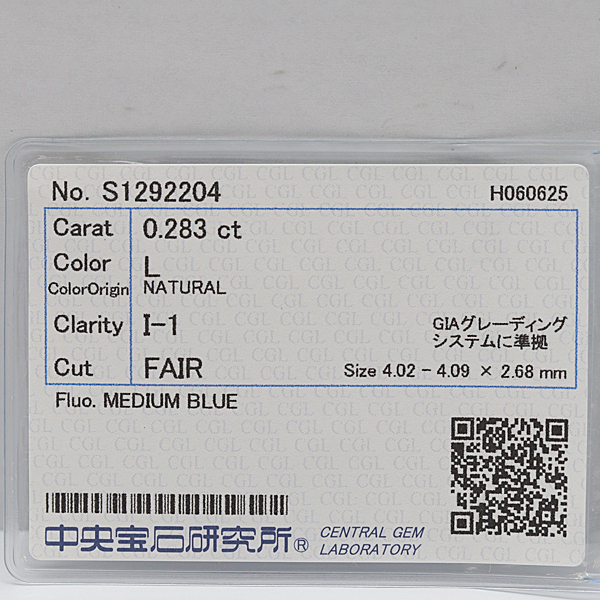 No. S1292204 H060625
Carat 0.283 ct
Color L
ColorOrigin NATURAL
Clarity I-1
GIAグレーディング
システムに準拠
Cut FAIR Size 4.02 - 4.09 × 2.68 mm
Fluo. MEDIUM BLUE
中央宝石研究所® CENTRAL GEM
LABORATORY